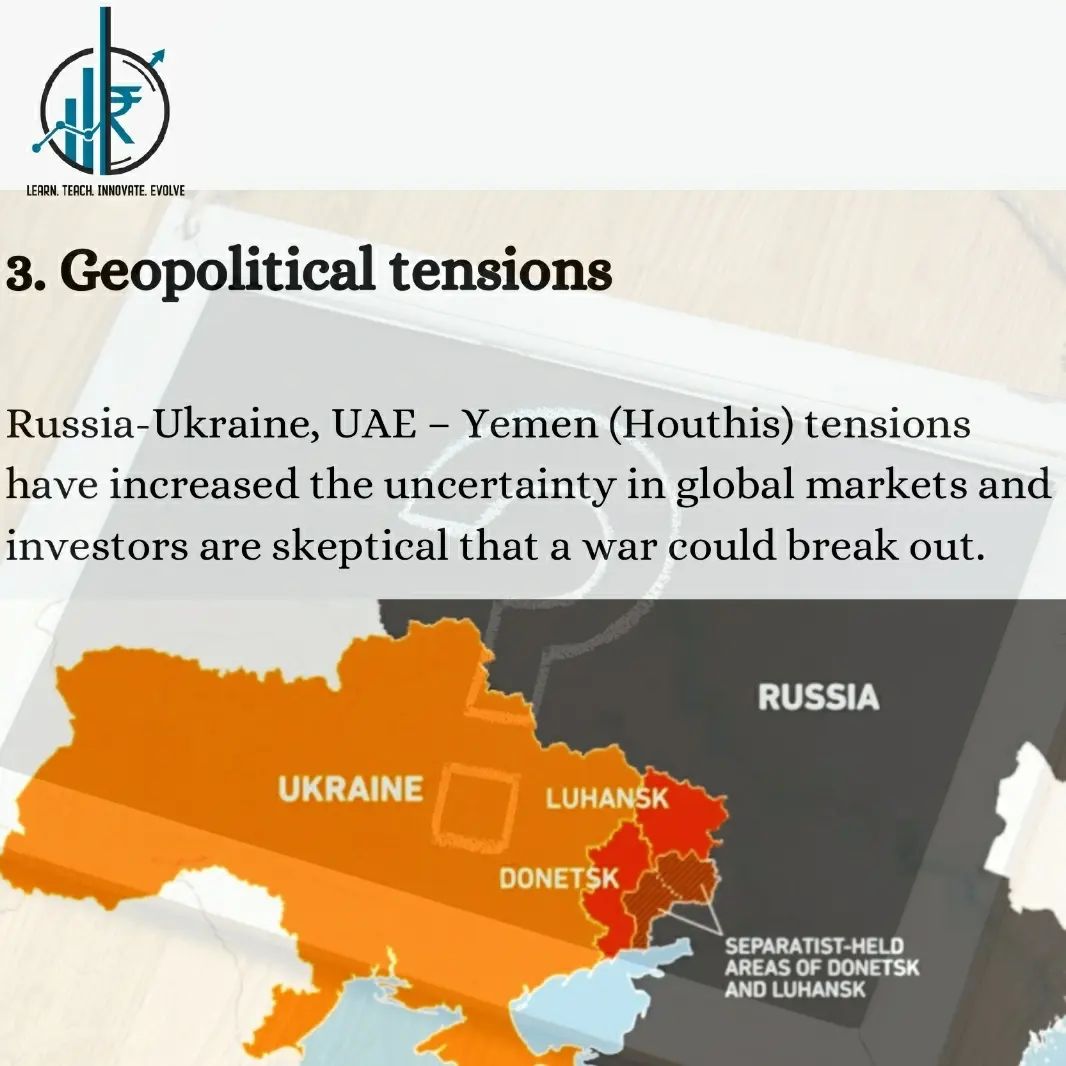 LEARN. TEACH. INNOVATE. EVOLVE
3. Geopolitical tensions
Russia-Ukraine, UAE – Yemen (Houthis) tensions
have increased the uncertainty in global markets and
investors are skeptical that a war could break out.
RUSSIA
UKRAINE
LUHANSK
DONETSK
SEPARATIST-HELD
AREAS OF DONETSK
AND LUHANSK